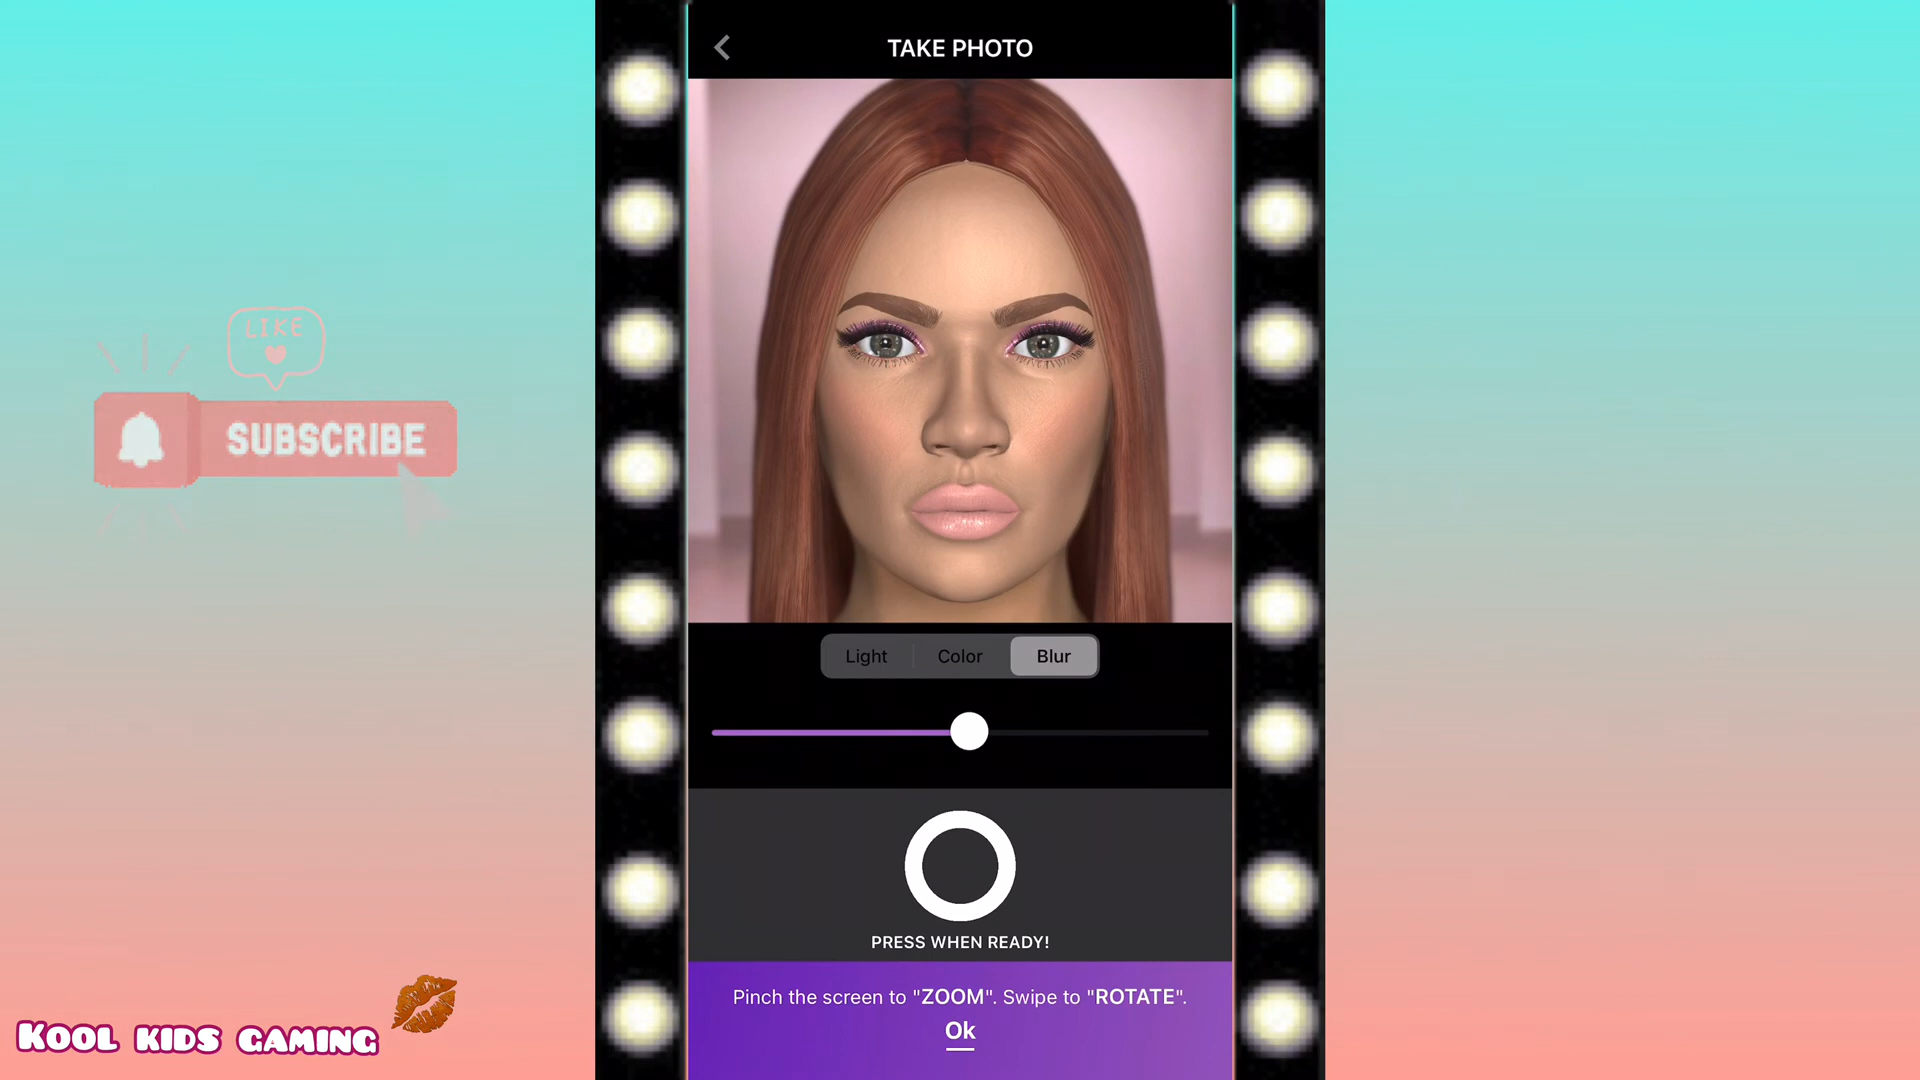 TAKE PHOTO
LIKE
SUBSCRIBE
Light Color Blur
PRESS WHEN READY!
Pinch the screen to "ZOOM". Swipe to "ROTATE".
Ok
KOOL KIDS GAMING